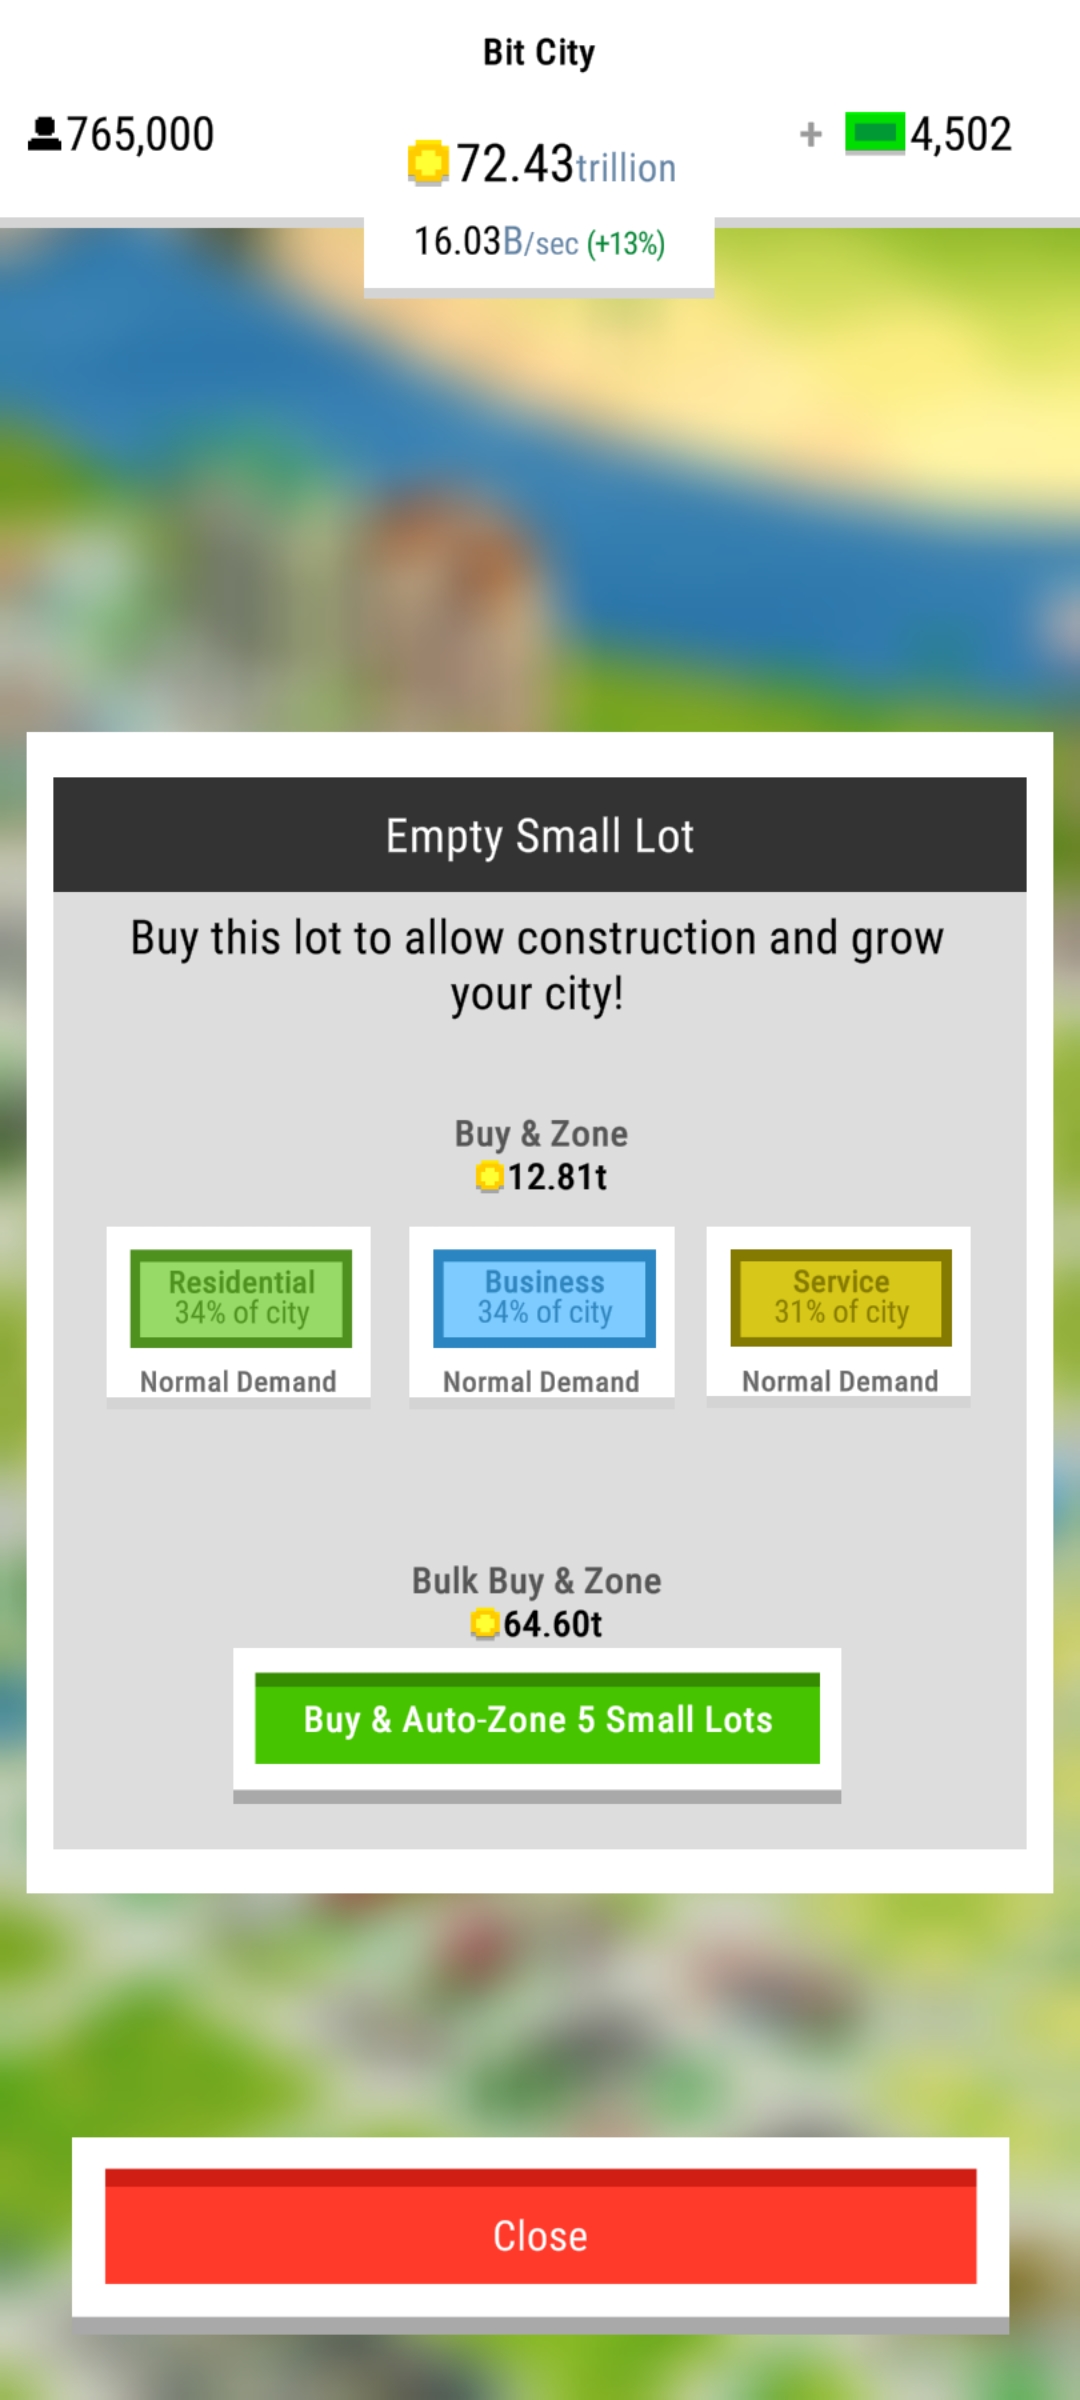 Bit City
765,000
72.43trillion
+ 4,502
16.03B/sec (+13%)
Empty Small Lot
Buy this lot to allow construction and grow
your city!
Buy & Zone
12.81t
Residential
34% of city
Normal Demand
Business
34% of city
Normal Demand
Service
31% of city
Normal Demand
Bulk Buy & Zone
64.60t
Buy & Auto-Zone 5 Small Lots
Close